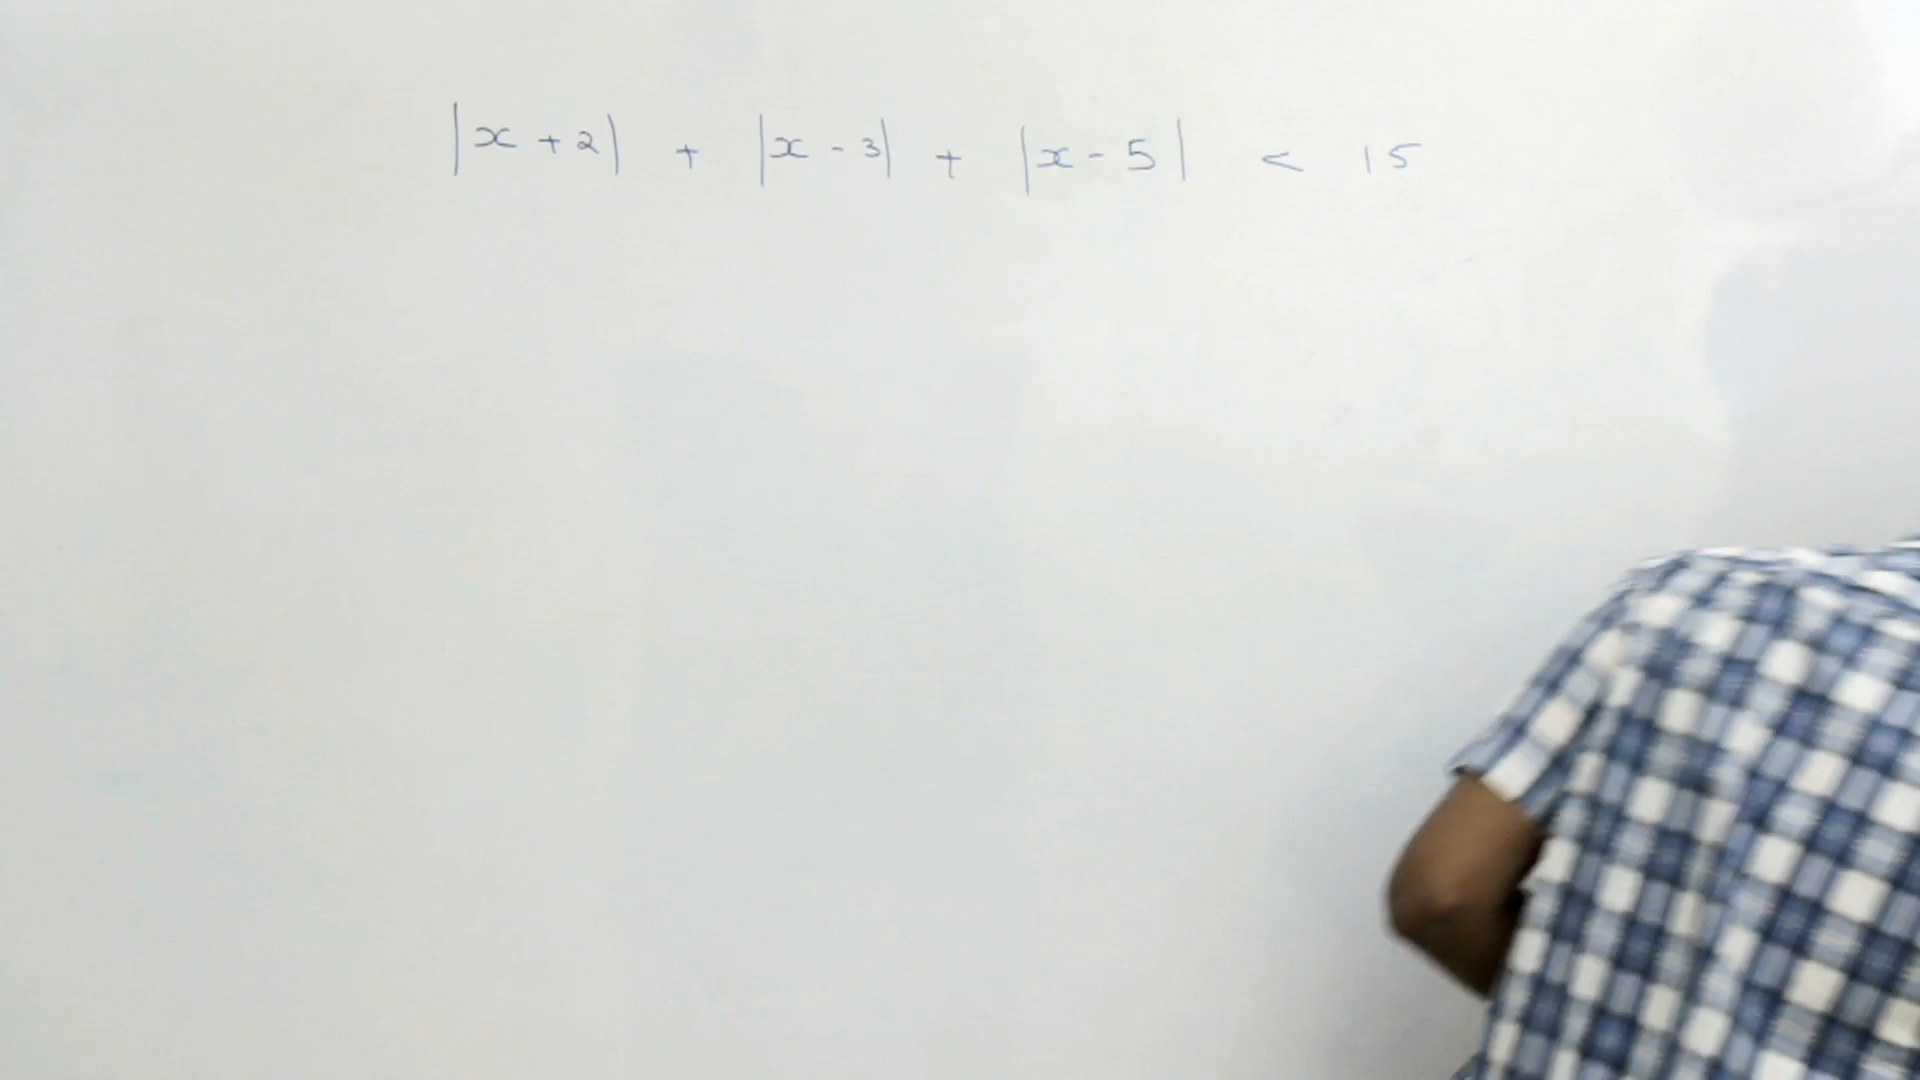 |x + 2| + |x - 3| + |x - 5| < 15